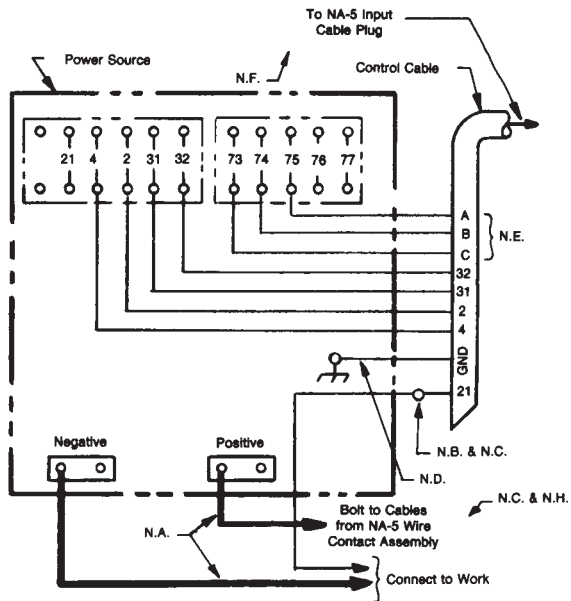 To NA-5 Input
Cable Plug
Power Source
N.F.
Control Cable
21 4 2 31 32 73 74 75 76 77
A
B
C
N.E.
32
31
2
4
GND
21
Negative
Positive
N.B. & N.C.
N.D.
N.C. & N.H.
N.A.
Bolt to Cables
from NA-5 Wire
Contact Assembly
Connect to Work